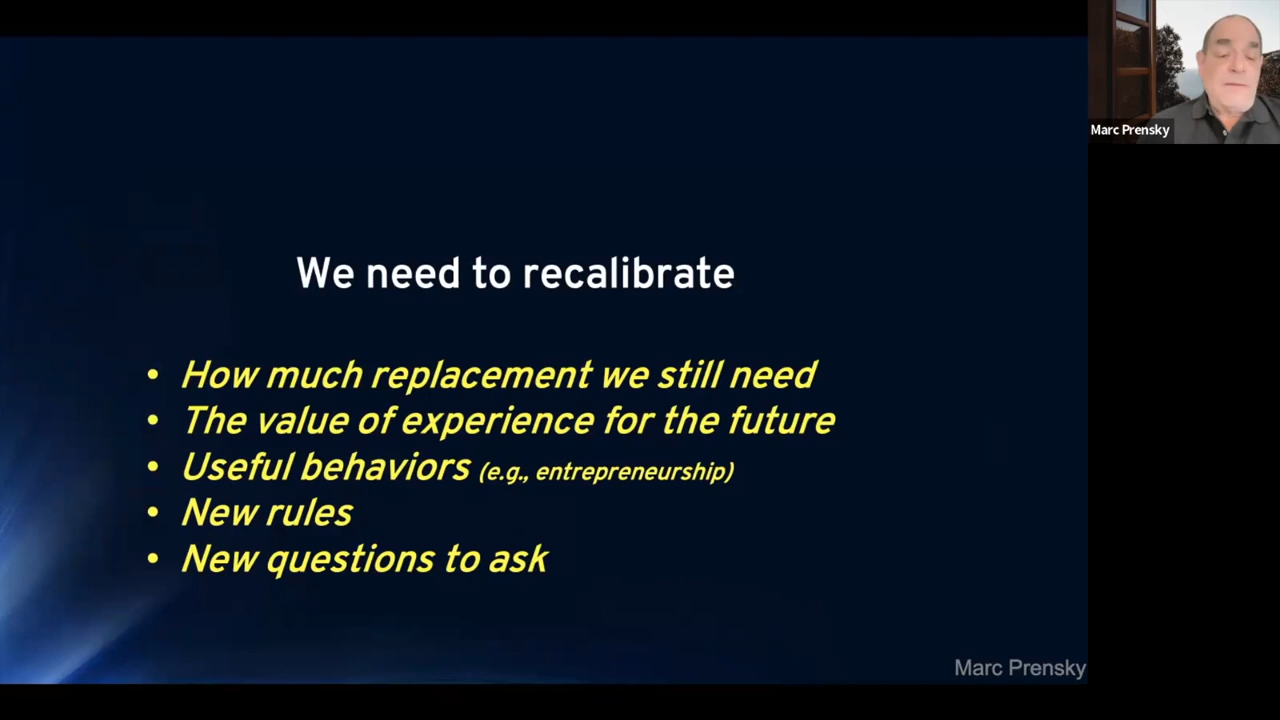 We need to recalibrate
• How much replacement we still need
• The value of experience for the future
• Useful behaviors (e.g., entrepreneurship)
• New rules
• New questions to ask
Marc Prensky
Marc Prensky